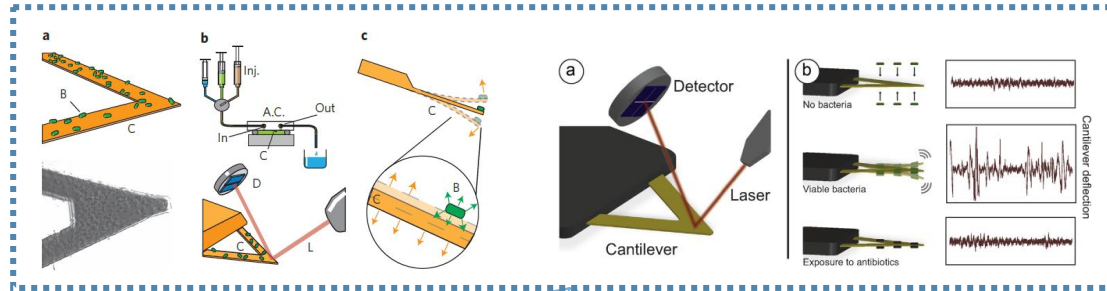 a
B
C
b
Inj.
A.C.
Out
In
C
D
C
L
c
C
B
C
a
Detector
Laser
Cantilever
b
No bacteria
Viable bacteria
Exposure to antibiotics
Cantilever deflection